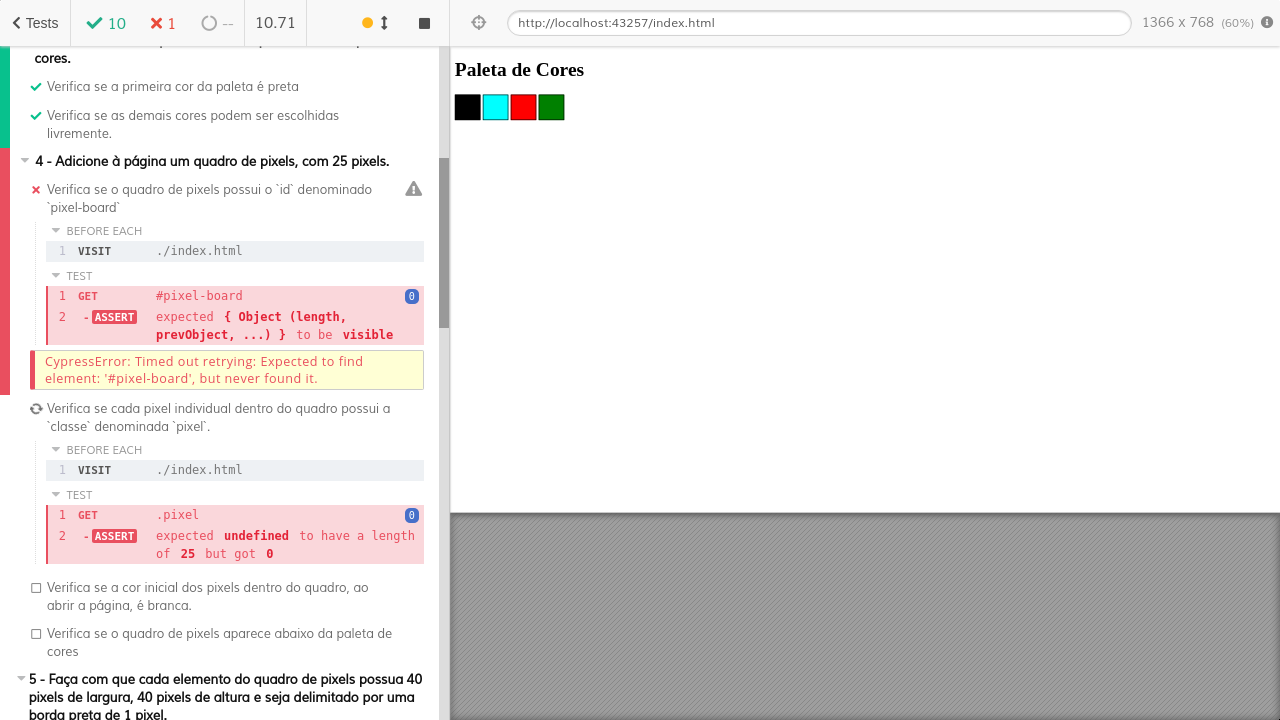 Tests
10
1
--
10.71
http://localhost:43257/index.html
1366 x 768 (60%)
cores.
Verifica se a primeira cor da paleta é preta
Verifica se as demais cores podem ser escolhidas
livremente.
4 - Adicione à página um quadro de pixels, com 25 pixels.
Verifica se o quadro de pixels possui o `id` denominado
`pixel-board`
BEFORE EACH
1 VISIT ./index.html
TEST
1 GET #pixel-board 0
2 -ASSERT expected { Object (length,
prevObject, ...) } to be visible
CypressError: Timed out retrying: Expected to find
element: '#pixel-board', but never found it.
Verifica se cada pixel individual dentro do quadro possui a
`classe` denominada `pixel`.
BEFORE EACH
1 VISIT ./index.html
TEST
1 GET .pixel 0
2 -ASSERT expected undefined to have a length
of 25 but got 0
Verifica se a cor inicial dos pixels dentro do quadro, ao
abrir a página, é branca.
Verifica se o quadro de pixels aparece abaixo da paleta de
cores
5 - Faça com que cada elemento do quadro de pixels possua 40
pixels de largura, 40 pixels de altura e seja delimitado por uma
borda preta de 1 pixel.
Paleta de Cores